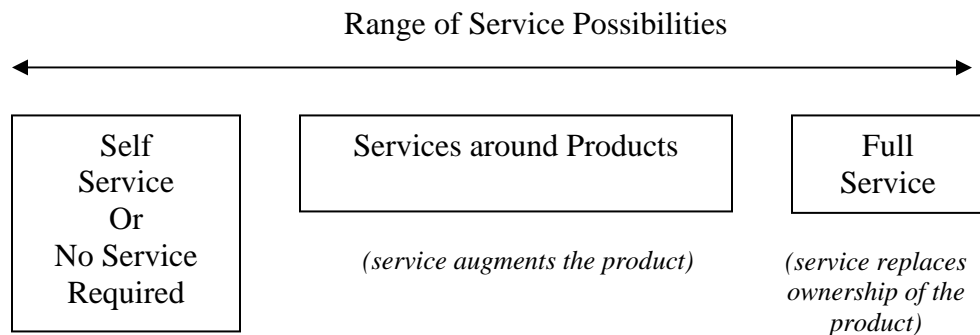 Range of Service Possibilities
Self
Service
Or
No Service
Required
Services around Products
(service augments the product)
Full
Service
(service replaces
ownership of the
product)